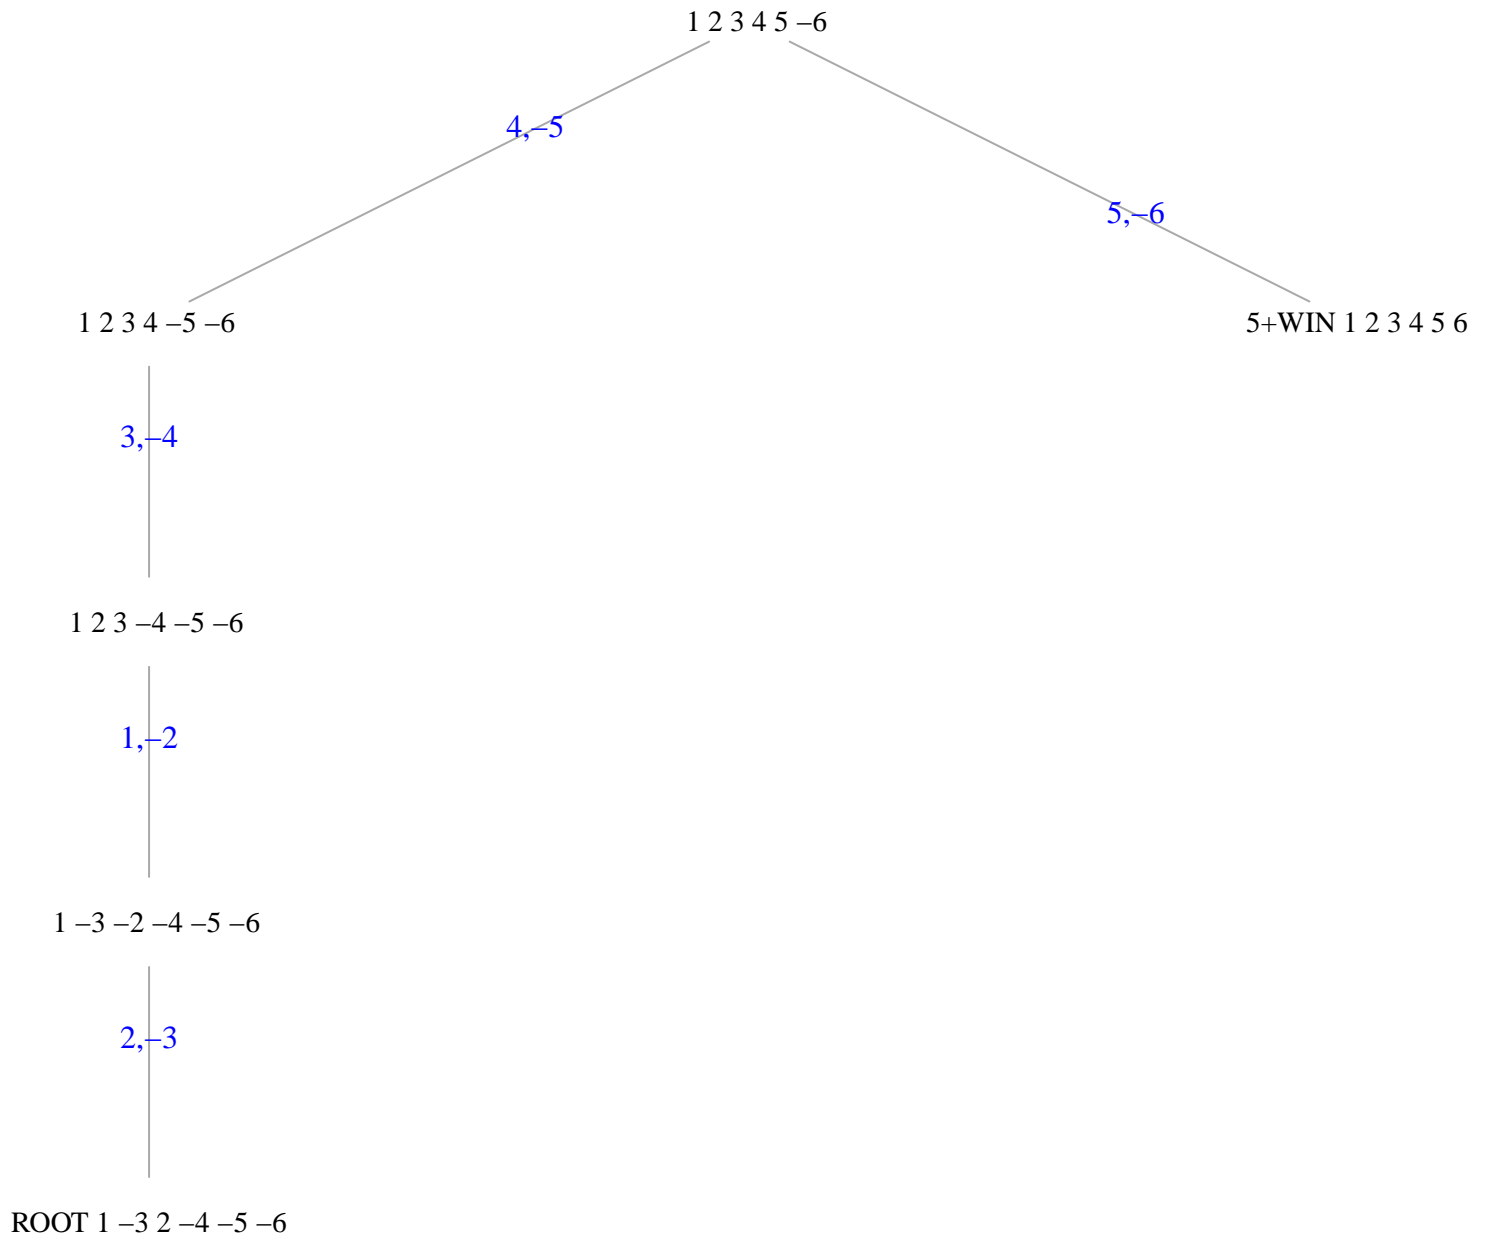 1 2 3 4 5 –6
4,–5
5,–6
1 2 3 4 –5 –6
5+WIN 1 2 3 4 5 6
3,–4
1 2 3 –4 –5 –6
1,–2
1 –3 –2 –4 –5 –6
2,–3
ROOT 1 –3 2 –4 –5 –6